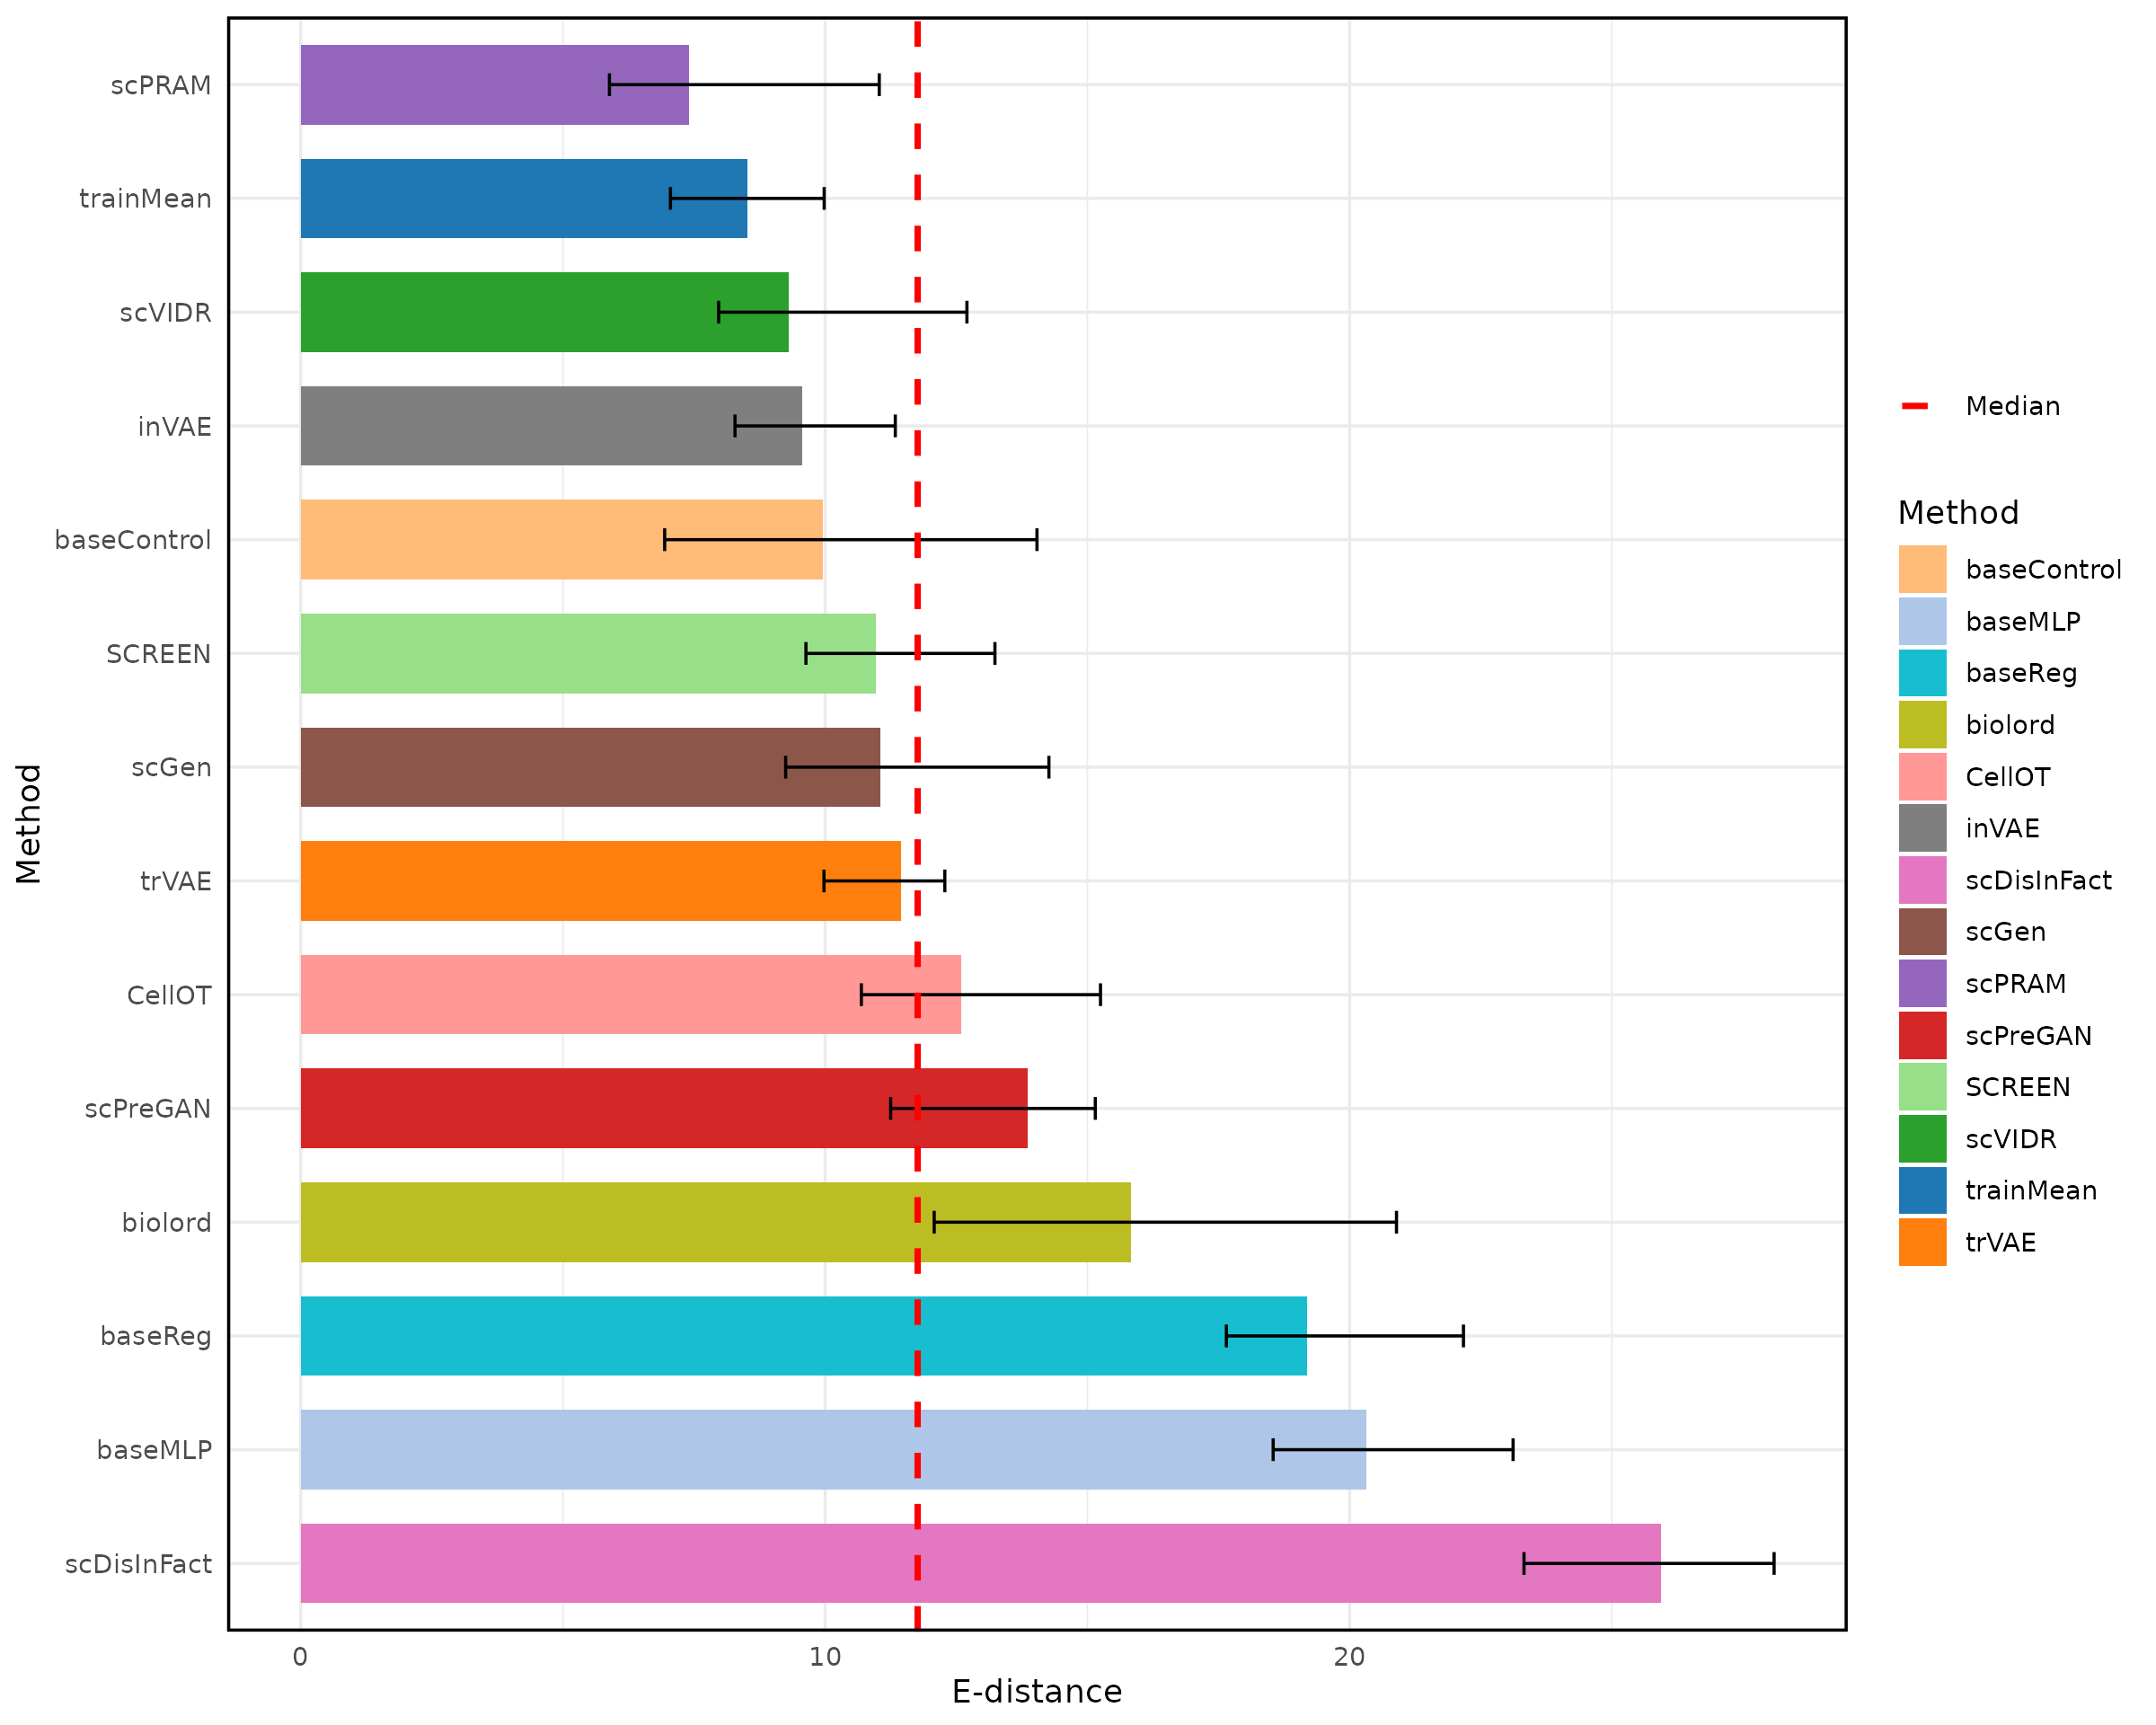 scPRAM
trainMean
scVIDR
inVAE
baseControl
SCREEN
scGen
trVAE
CellOT
scPreGAN
biolord
baseReg
baseMLP
scDisInFact
Method
0 10 20
E-distance
Median
Method
baseControl
baseMLP
baseReg
biolord
CellOT
inVAE
scDisInFact
scGen
scPRAM
scPreGAN
SCREEN
scVIDR
trainMean
trVAE